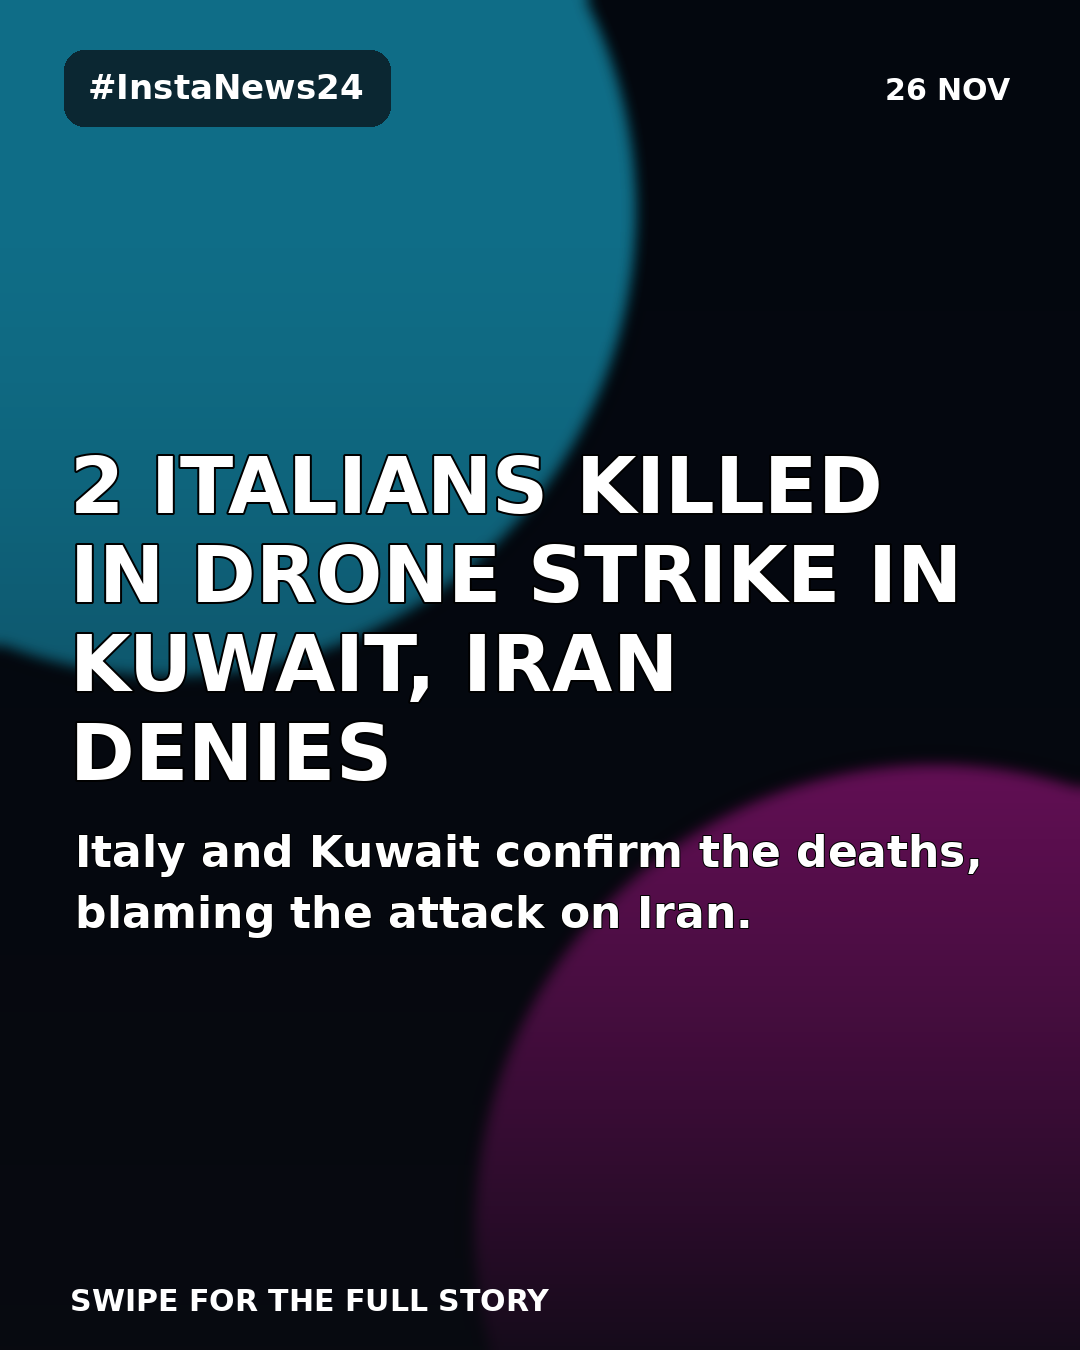 #InstaNews24
26 NOV
2 ITALIANS KILLED
IN DRONE STRIKE IN
KUWAIT, IRAN
DENIES
Italy and Kuwait confirm the deaths,
blaming the attack on Iran.
SWIPE FOR THE FULL STORY